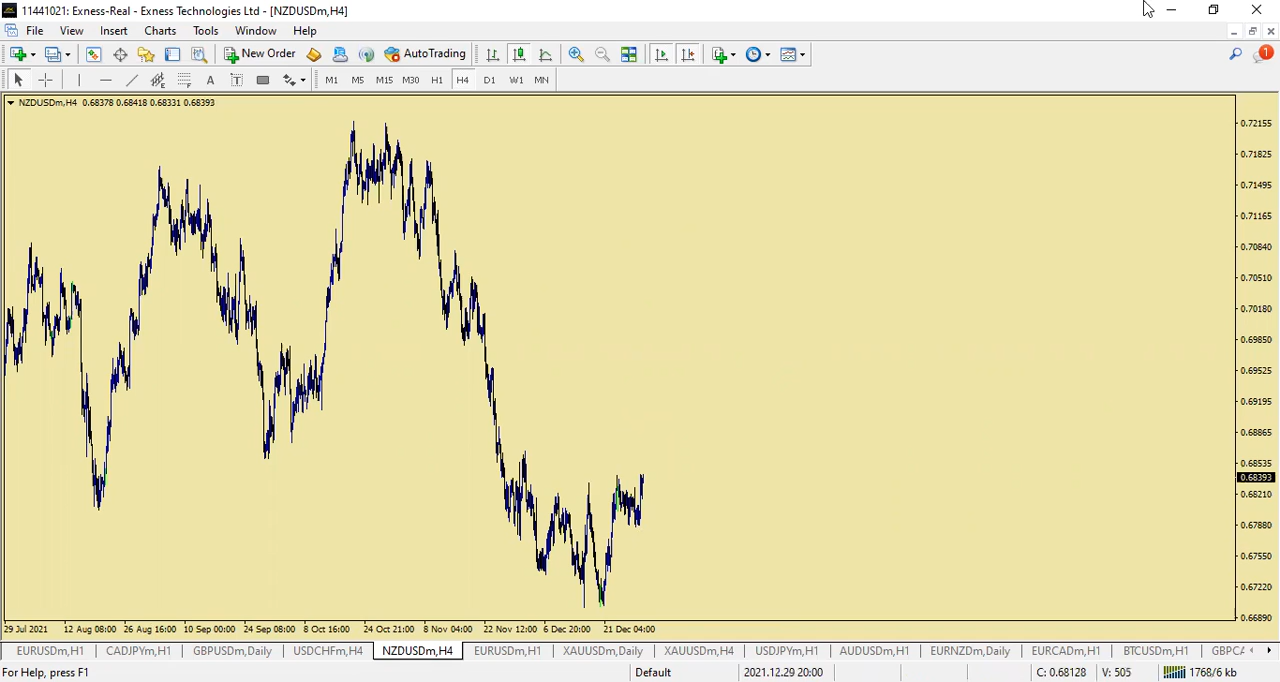 11441021: Exness-Real - Exness Technologies Ltd - [NZDUSDm,H4]
File View Insert Charts Tools Window Help
New Order AutoTrading 1
E F A T M1 M5 M15 M30 H1 H4 D1 W1 MN
NZDUSDm,H4 0.68378 0.68418 0.68331 0.68393
0.72155
0.71825
0.71495
0.71165
0.70840
0.70510
0.70180
0.69850
0.69525
0.69195
0.68865
0.68535
0.68393
0.68210
0.67880
0.67550
0.67220
0.66890
29 Jul 2021 12 Aug 08:00 26 Aug 16:00 10 Sep 00:00 24 Sep 08:00 8 Oct 16:00 24 Oct 21:00 8 Nov 04:00 22 Nov 12:00 6 Dec 20:00 21 Dec 04:00
EURUSDm,H1 CADJPYm,H1 GBPUSDm,Daily USDCHFm,H4 NZDUSDm,H4 EURUSDm,H1 XAUUSDm,Daily XAUUSDm,H4 USDJPYm,H1 AUDUSDm,H1 EURNZDm,Daily EURCADm,H1 BTCUSDm,H1 GBPCA
For Help, press F1 Default 2021.12.29 20:00 C: 0.68128 V: 505 1768/6 kb